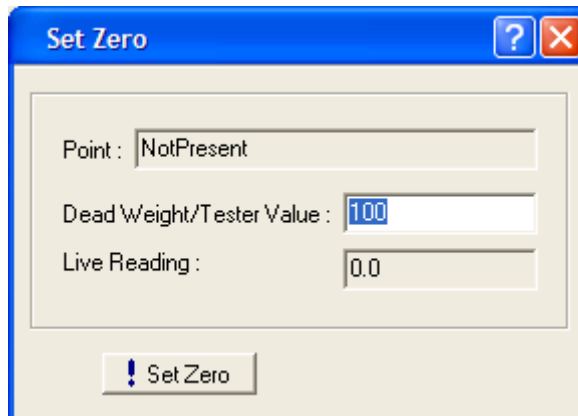 Set Zero
Point : NotPresent
Dead Weight/Tester Value : 100
Live Reading : 0.0
! Set Zero